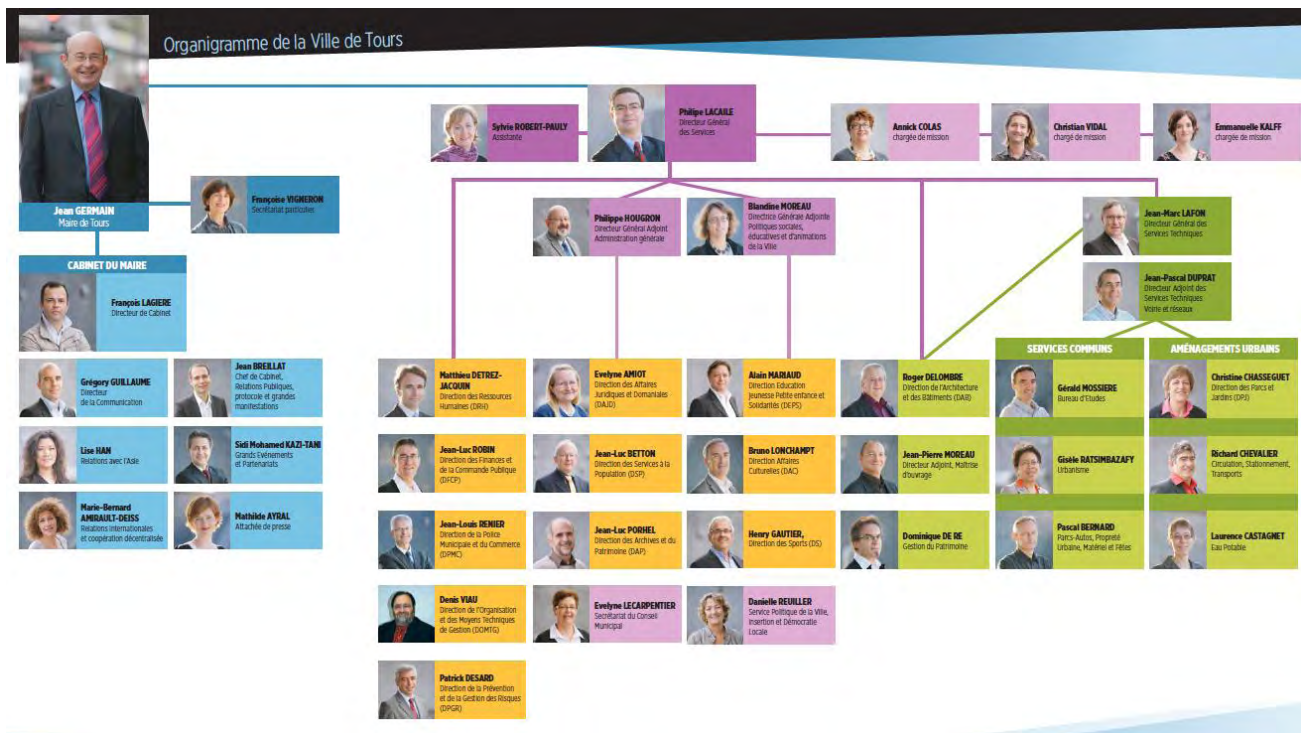 Organigramme de la Ville de Tours
Jean GERMAIN
Maire de Tours
Françoise VIGNERON
Secrétariat particulier
CABINET DU MAIRE
François LAGIERE
Directeur de Cabinet
Grégory GUILLAUME
Directeur
de la Communication
Jean BREILLAT
Chef de Cabinet,
Relations Publiques,
protocole et grandes
manifestations
Lise HAN
Relations avec l'Asie
Sidi Mohamed KAZI-TANI
Grands Evénements
et Partenariats
Marie-Bernard
AMIRAULT-DEISS
Relations internationales
et coopération décentralisée
Mathilde AYRAL
Attachée de presse
Sylvie ROBERT-PAULY
Assistante
Philipe LACAILE
Directeur Général
des Services
Annick COLAS
chargée de mission
Christian VIDAL
chargé de mission
Emmanuelle KALFF
chargée de mission
Philippe HOUGRON
Directeur Général Adjoint
Administration générale
Blandine MOREAU
Directrice Générale Adjointe
Politiques sociales,
éducatives et d'animations
de la Ville
Jean-Marc LAFON
Directeur Général des
Services Techniques
Jean-Pascal DUPRAT
Directeur Adjoint des
Services Techniques
Voirie et réseaux
Matthieu DETREZ-
JACQUIN
Direction des Ressources
Humaines (DRH)
Jean-Luc ROBIN
Direction des Finances et
de la Commande Publique
(DFCP)
Jean-Louis RENIER
Direction de la Police
Municipale et du Commerce
(DPMC)
Denis VIAU
Direction de l'Organisation
et des Moyens Techniques
de Gestion (DOMTG)
Patrick DESARD
Direction de la Prévention
et de la Gestion des Risques
(DPGR)
Evelyne AMIOT
Direction des Affaires
Juridiques et Domaniales
(DAJD)
Jean-Luc BETTON
Direction des Services à la
Population (DSP)
Jean-Luc PORHEL
Direction des Archives et du
Patrimoine (DAP)
Evelyne LECARPENTIER
Secrétariat du Conseil
Municipal
Alain MARIAUD
Direction Education
Jeunesse Petite enfance et
Solidarités (DEPS)
Bruno LONCHAMPT
Direction Affaires
Culturelles (DAC)
Henry GAUTIER,
Direction des Sports (DS)
Danielle REUILLER
Service Politique de la Ville,
Insertion et Démocratie
Locale
Roger DELOMBRE
Direction de l'Architecture
et des Bâtiments (DAB)
Jean-Pierre MOREAU
Directeur Adjoint, Maîtrise
d'ouvrage
Dominique DE RE
Gestion du Patrimoine
SERVICES COMMUNS
Gérald MOSSIERE
Bureau d'Etudes
Gisèle RATSIMBAZAFY
Urbanisme
Pascal BERNARD
Parcs-Autos, Propreté
Urbaine, Matériel et Fêtes
AMÉNAGEMENTS URBAINS
Christine CHASSEGUET
Direction des Parcs et
Jardins (DPJ)
Richard CHEVALIER
Circulation, Stationnement,
Transports
Laurence CASTAGNET
Eau Potable